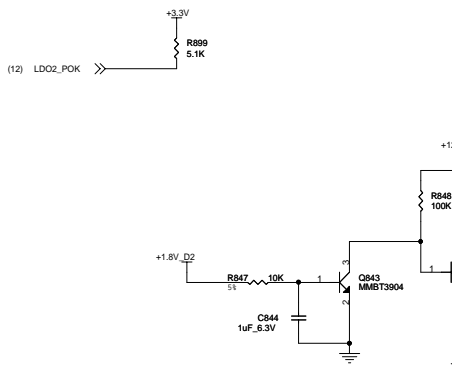 +3.3V
R899
5.1K
(12) LDO2_POK
R848
100K
+1.8V_D2
R847 10K
5%
1
3
2
Q843
MMBT3904
1
C844
1uF_6.3V